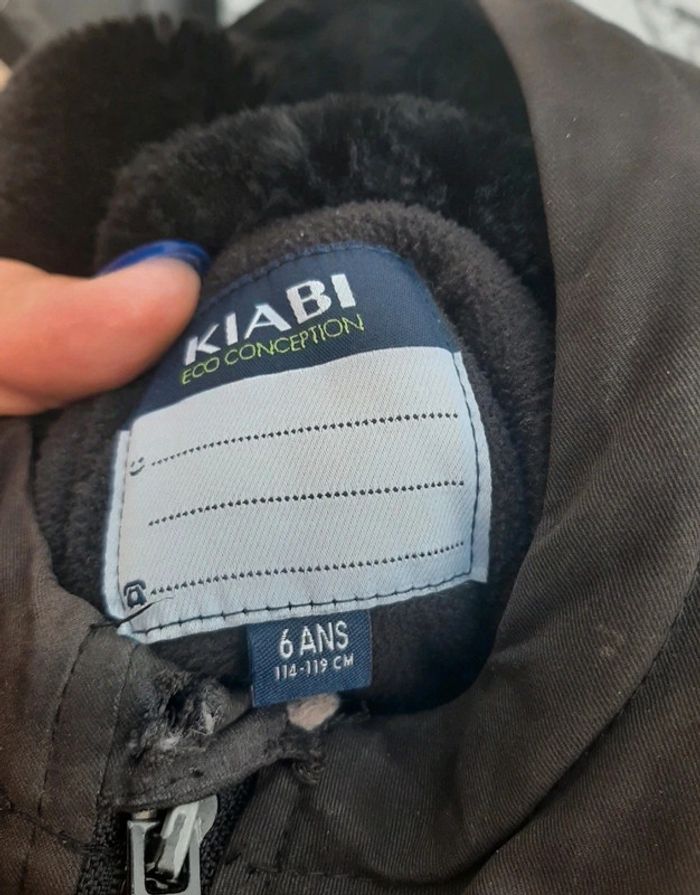 KIABI
ECO CONCEPTION
6 ANS
114-119 CM